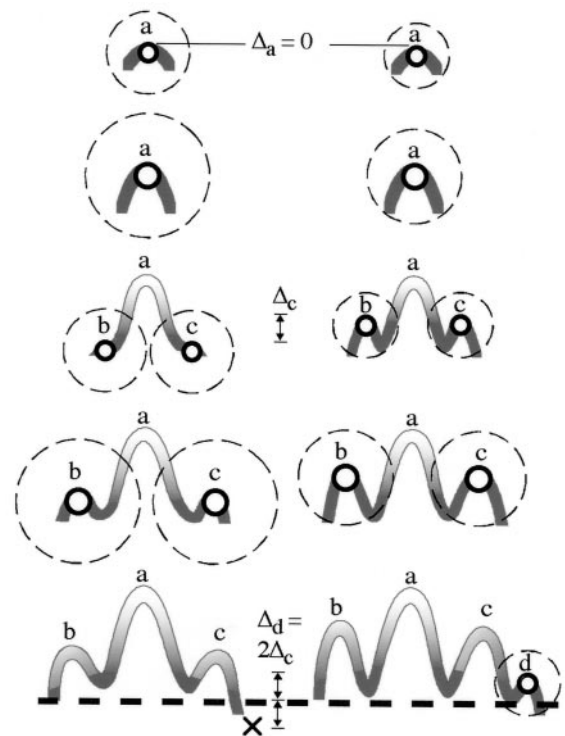 a Δa = 0 a
a a
a a
b c Δc b c
a a
b c b c
a a
b c Δd = b c
2Δc d